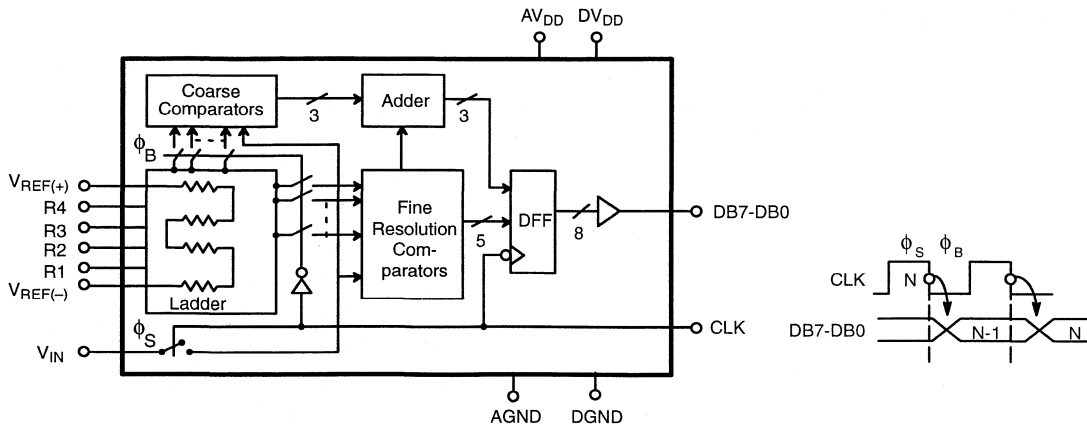 AVDD DVDD
Coarse
Comparators
3
Adder
3
ϕB
VREF(+)
R4
R3
R2
R1
VREF(–)
Ladder
Fine
Resolution
Com-
parators
5
DFF
8
DB7-DB0
ϕS
VIN
CLK
AGND DGND
ϕS ϕB
CLK N
DB7-DB0 N-1 N